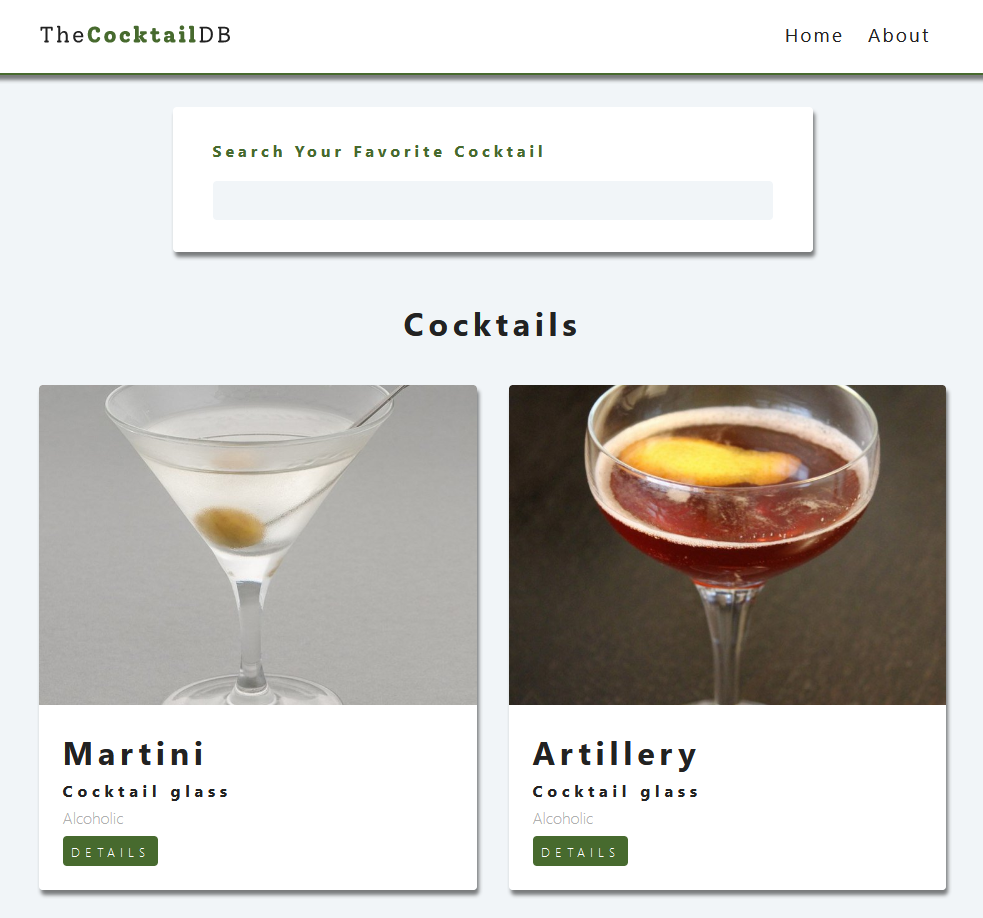 TheCocktailDB
Home About
Search Your Favorite Cocktail
Cocktails
Martini
Cocktail glass
Alcoholic
DETAILS
Artillery
Cocktail glass
Alcoholic
DETAILS